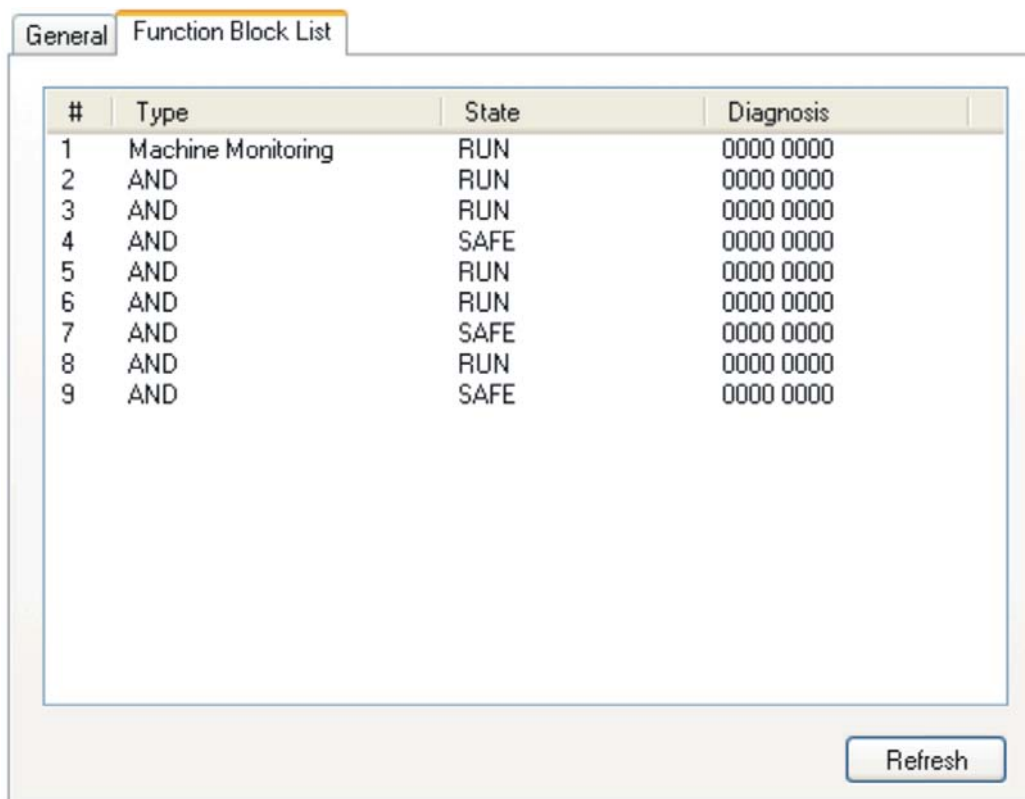 General Function Block List
# Type State Diagnosis
1 Machine Monitoring RUN 0000 0000
2 AND RUN 0000 0000
3 AND RUN 0000 0000
4 AND SAFE 0000 0000
5 AND RUN 0000 0000
6 AND RUN 0000 0000
7 AND SAFE 0000 0000
8 AND RUN 0000 0000
9 AND SAFE 0000 0000
Refresh